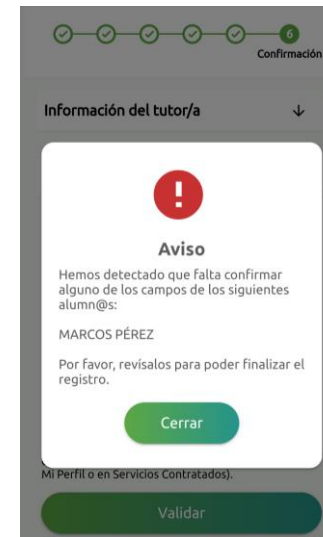 6
Confirmación
Información del tutor/a
Aviso
Hemos detectado que falta confirmar
alguno de los campos de los siguientes
alumn@s:
MARCOS PÉREZ
Por favor, revísalos para poder finalizar el
registro.
Cerrar
Mi Perfil o en Servicios Contratados).
Validar